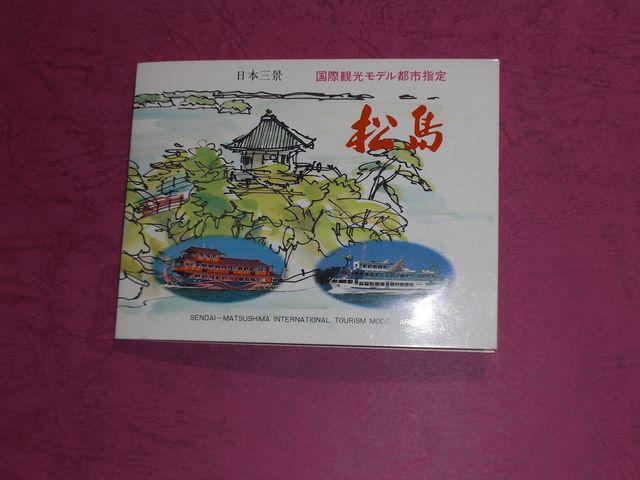 日本三景 国際観光モデル都市指定
松島
SENDAI–MATSUSHIMA INTERNATIONAL TOURISM MODEL AREA